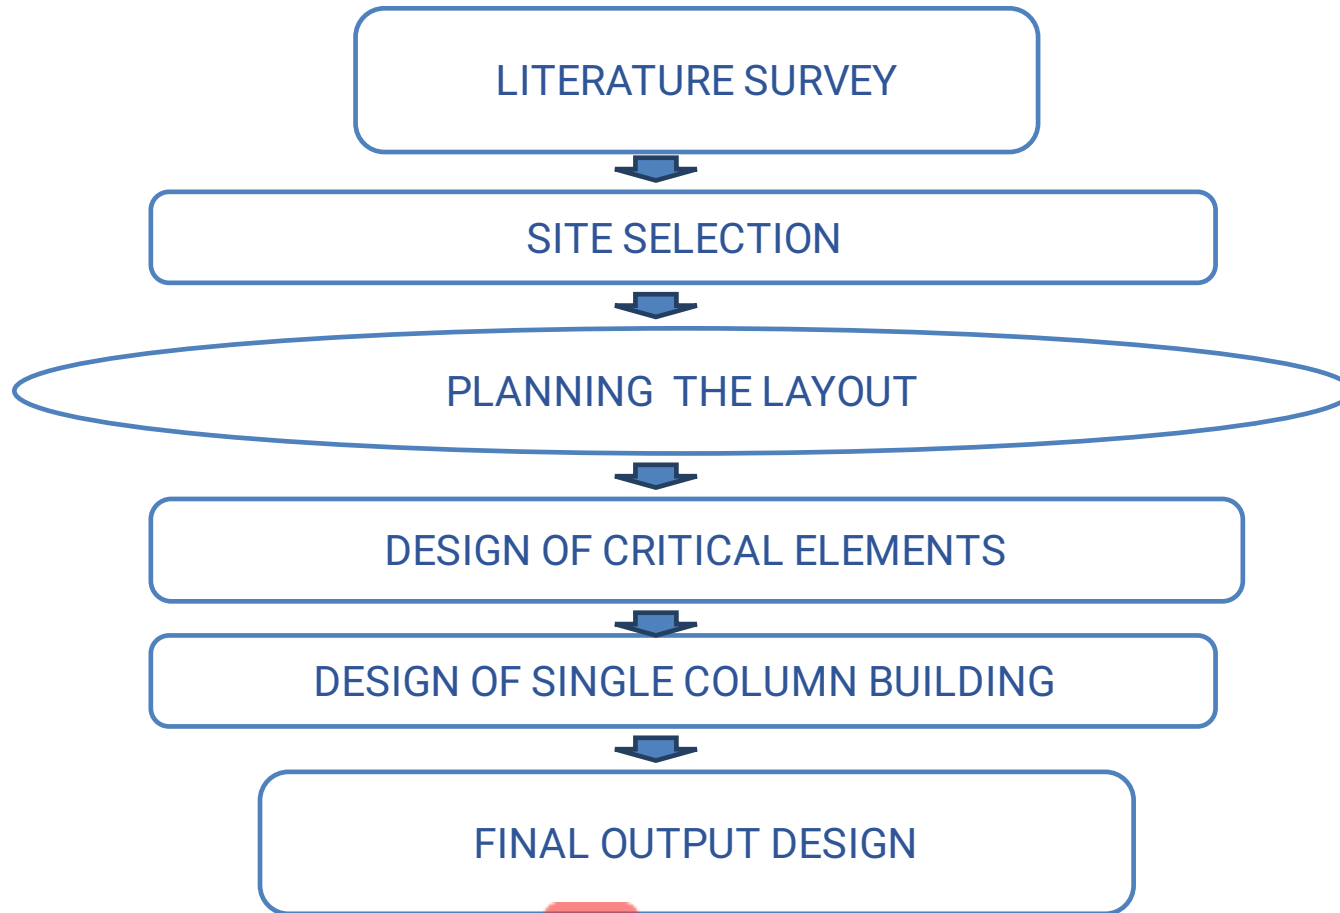 LITERATURE SURVEY
SITE SELECTION
PLANNING THE LAYOUT
DESIGN OF CRITICAL ELEMENTS
DESIGN OF SINGLE COLUMN BUILDING
FINAL OUTPUT DESIGN